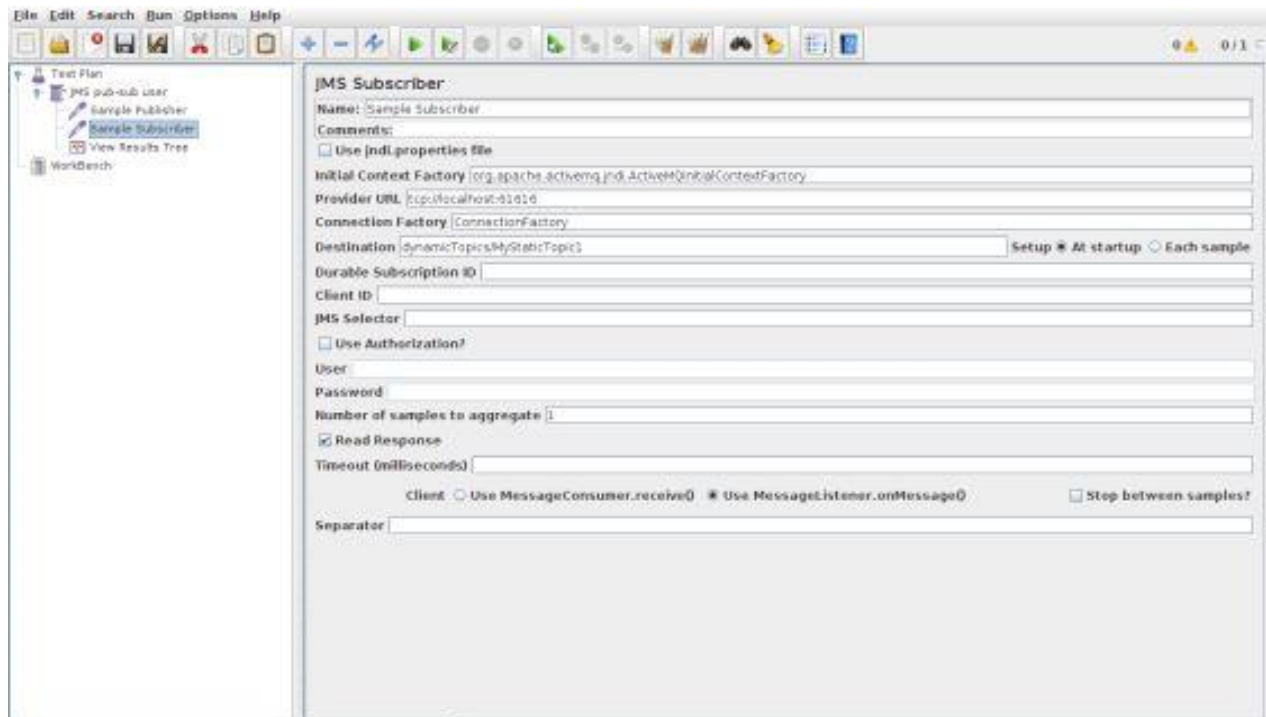 File Edit Search Run Options Help
0 0/1
Test Plan
JMS pub-sub user
Sample Publisher
Sample Subscriber
View Results Tree
WorkBench
JMS Subscriber
Name: Sample Subscriber
Comments:
Use jndi.properties file
Initial Context Factory org.apache.activemq.jndi.ActiveMQInitialContextFactory
Provider URL tcp://localhost:61616
Connection Factory ConnectionFactory
Destination dynamicTopics/MyStaticTopic1 Setup At startup Each sample
Durable Subscription ID
Client ID
JMS Selector
Use Authorization?
User
Password
Number of samples to aggregate 1
Read Response
Timeout (milliseconds)
Client Use MessageConsumer.receive() Use MessageListener.onMessage() Stop between samples?
Separator